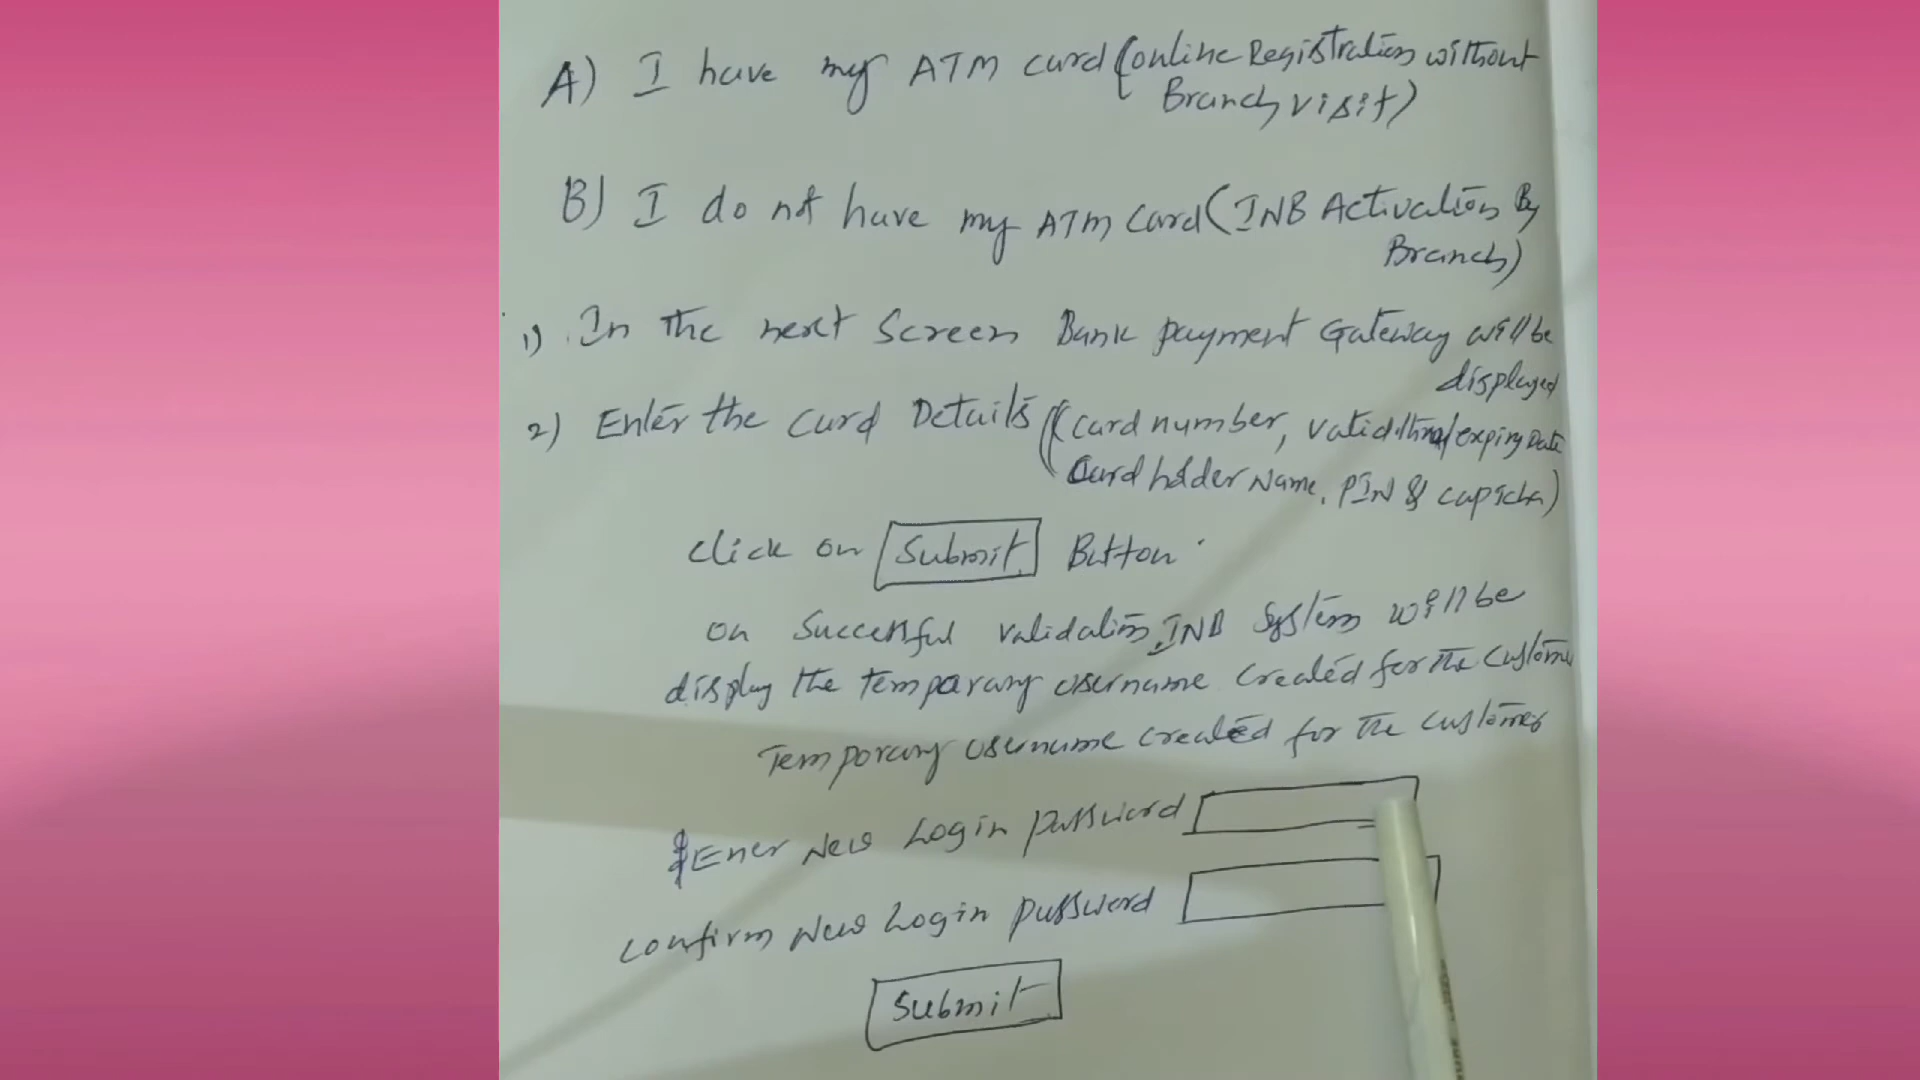 A) I have my ATM card (online Registration without
Branch visit)
B) I do not have my ATM Card (INB Activation By
Branch)
1) In the next Screen Bank payment Gateway will be
displayed
2) Enter the Card Details ((card number, valid thro/expiry Date
Card holder Name, PIN & captcha)
click on Submit Button.
on Successful validation, INB System will be
display the temporary username created for the customer
Temporary username created for the customer
Ener New Login password
confirm New Login password
Submit